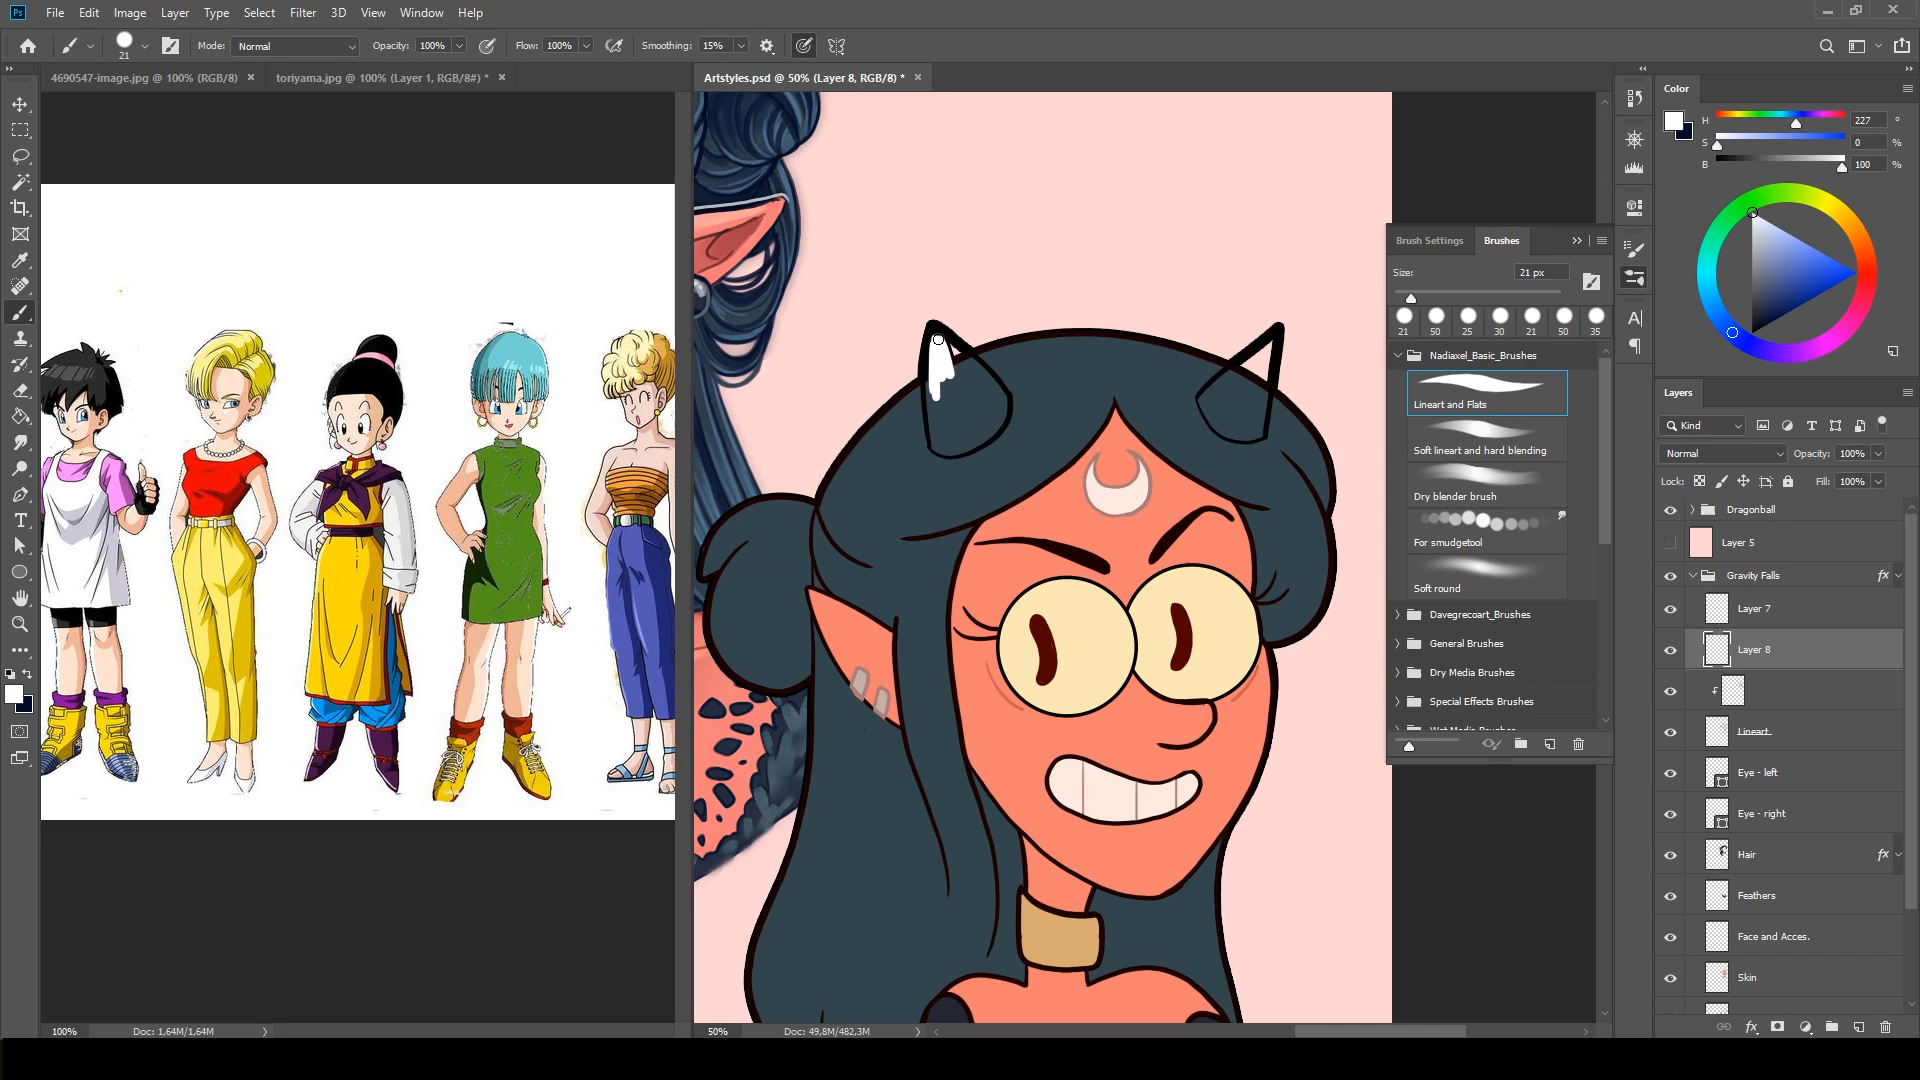 Ps File Edit Image Layer Type Select Filter 3D View Window Help
21 Mode: Normal Opacity: 100% Flow: 100% Smoothing: 15%
4690547-image.jpg @ 100% (RGB/8) × toriyama.jpg @ 100% (Layer 1, RGB/8#) * × Artstyles.psd @ 50% (Layer 8, RGB/8) * ×
Color
H 227 °
S 0 %
B 100 %
Brush Settings Brushes
Size: 21 px
21 50 25 30 21 50 35
Nadiaxel_Basic_Brushes
Lineart and Flats
Soft lineart and hard blending
Dry blender brush
For smudgetool
Soft round
Davegrecoart_Brushes
General Brushes
Dry Media Brushes
Special Effects Brushes
Layers
Kind
Normal Opacity: 100%
Lock: Fill: 100%
Dragonball
Layer 5
Gravity Falls fx
Layer 7
Layer 8
Lineart
Eye - left
Eye - right
Hair fx
Feathers
Face and Acces.
Skin
100% Doc: 1,64M/1,64M
50% Doc: 49,8M/482,3M